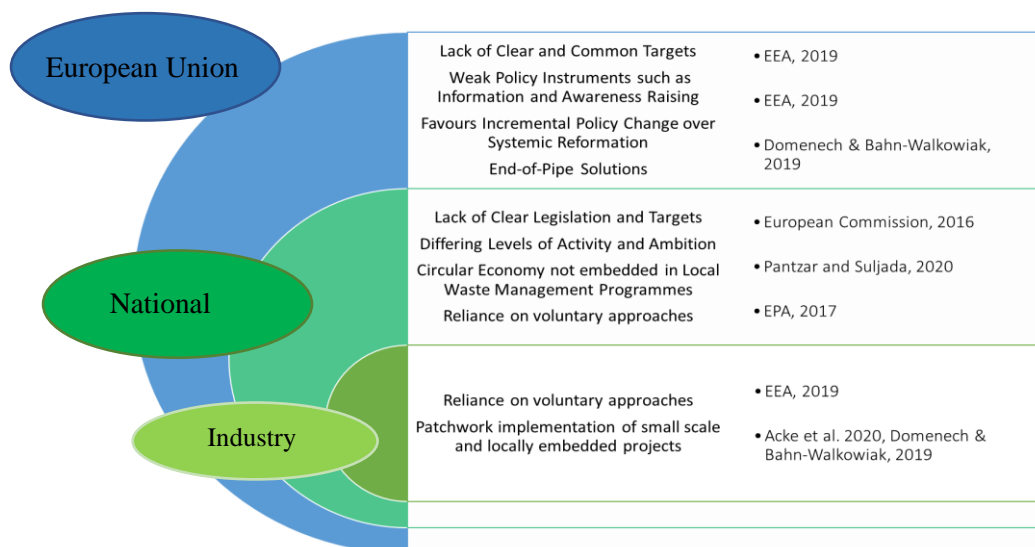 European Union
Lack of Clear and Common Targets
Weak Policy Instruments such as
Information and Awareness Raising
Favours Incremental Policy Change over
Systemic Reformation
End-of-Pipe Solutions
• EEA, 2019
• EEA, 2019
• Domenech & Bahn-Walkowiak,
2019
National
Lack of Clear Legislation and Targets
Differing Levels of Activity and Ambition
Circular Economy not embedded in Local
Waste Management Programmes
Reliance on voluntary approaches
• European Commission, 2016
• Pantzar and Suljada, 2020
• EPA, 2017
Industry
Reliance on voluntary approaches
Patchwork implementation of small scale
and locally embedded projects
• EEA, 2019
• Acke et al. 2020, Domenech &
Bahn-Walkowiak, 2019